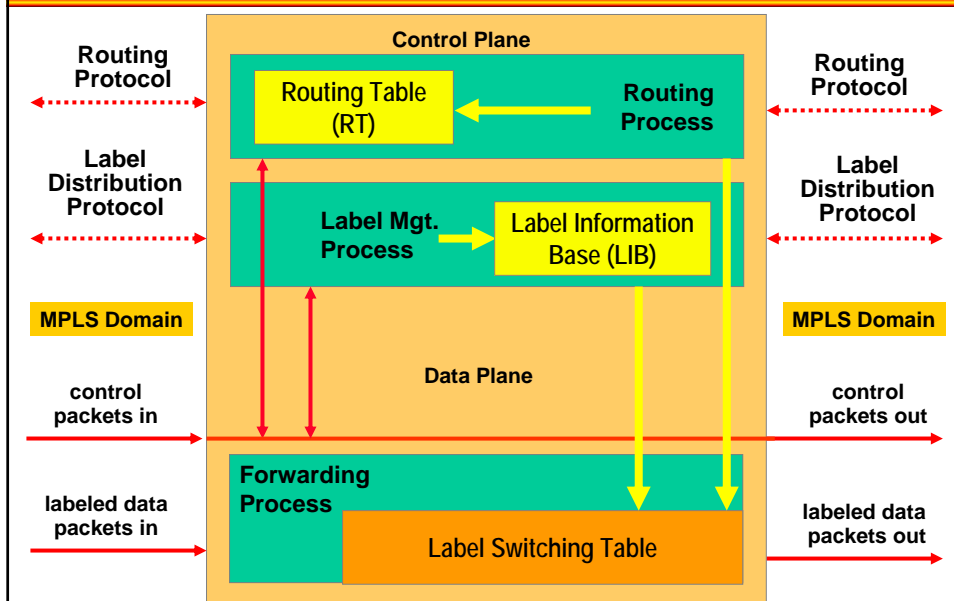 Control Plane
Routing
Protocol
Routing Table
(RT)
Routing
Process
Routing
Protocol
Label
Distribution
Protocol
Label Mgt.
Process
Label Information
Base (LIB)
Label
Distribution
Protocol
MPLS Domain
MPLS Domain
Data Plane
control
packets in
control
packets out
Forwarding
Process
labeled data
packets in
Label Switching Table
labeled data
packets out